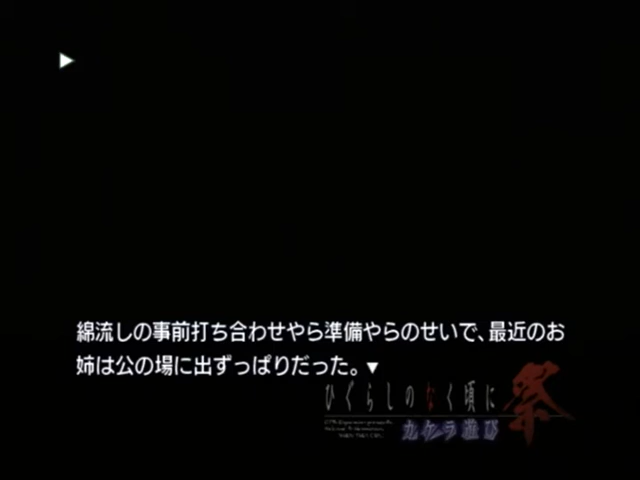 綿流しの事前打ち合わせやら準備やらのせいで、最近のお
姉は公の場に出ずっぱりだった。▼
ひぐらしのなく頃に 祭
カケラ遊び